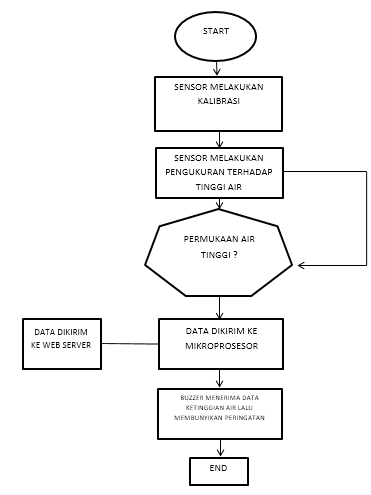 START
SENSOR MELAKUKAN
KALIBRASI
SENSOR MELAKUKAN
PENGUKURAN TERHADAP
TINGGI AIR
PERMUKAAN AIR
TINGGI ?
DATA DIKIRIM
KE WEB SERVER
DATA DIKIRIM KE
MIKROPROSESOR
BUZZER MENERIMA DATA
KETINGGIAN AIR LALU
MEMBUNYIKAN PERINGATAN
END